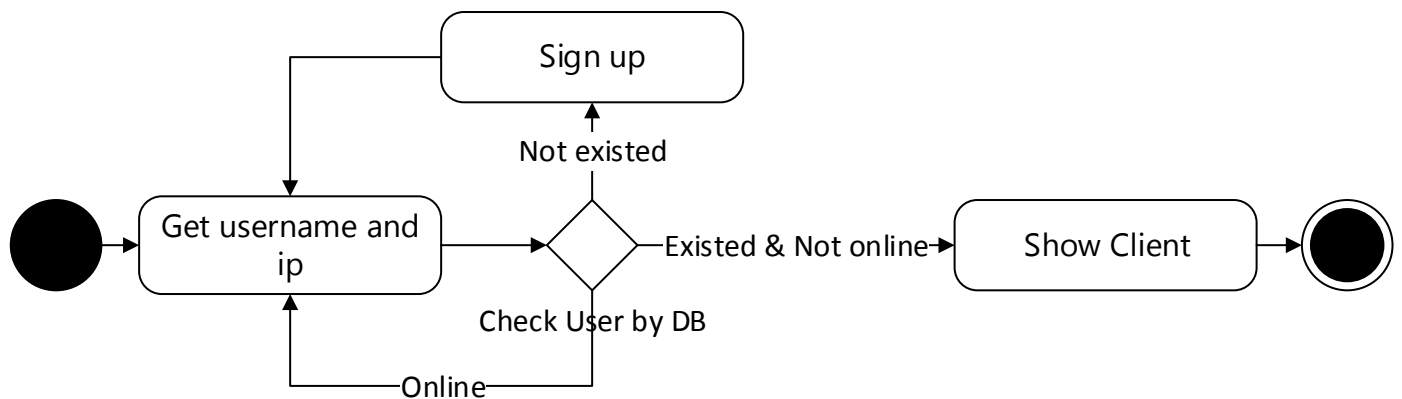 Sign up
Not existed
Get username and
ip
Existed & Not online
Show Client
Check User by DB
Online